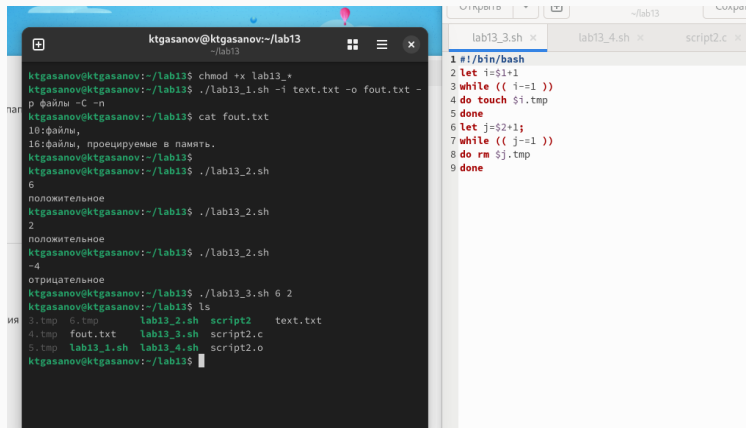 ktgasanov@ktgasanov:~/lab13
~/lab13
ktgasanov@ktgasanov:~/lab13$ chmod +x lab13_*
ktgasanov@ktgasanov:~/lab13$ ./lab13_1.sh -i text.txt -o fout.txt -
p файлы -C -n
ktgasanov@ktgasanov:~/lab13$ cat fout.txt
10:файлы,
16:файлы, проецируемые в память.
ktgasanov@ktgasanov:~/lab13$
ktgasanov@ktgasanov:~/lab13$ ./lab13_2.sh
6
положительное
ktgasanov@ktgasanov:~/lab13$ ./lab13_2.sh
2
положительное
ktgasanov@ktgasanov:~/lab13$ ./lab13_2.sh
-4
отрицательное
ktgasanov@ktgasanov:~/lab13$ ./lab13_3.sh 6 2
ktgasanov@ktgasanov:~/lab13$ ls
3.tmp 6.tmp lab13_2.sh script2 text.txt
4.tmp fout.txt lab13_3.sh script2.c
5.tmp lab13_1.sh lab13_4.sh script2.o
ktgasanov@ktgasanov:~/lab13$
Открыть
~/lab13
lab13_3.sh × lab13_4.sh × script2.c ×
1 #!/bin/bash
2 let i=$1+1
3 while (( i-=1 ))
4 do touch $i.tmp
5 done
6 let j=$2+1;
7 while (( j-=1 ))
8 do rm $j.tmp
9 done